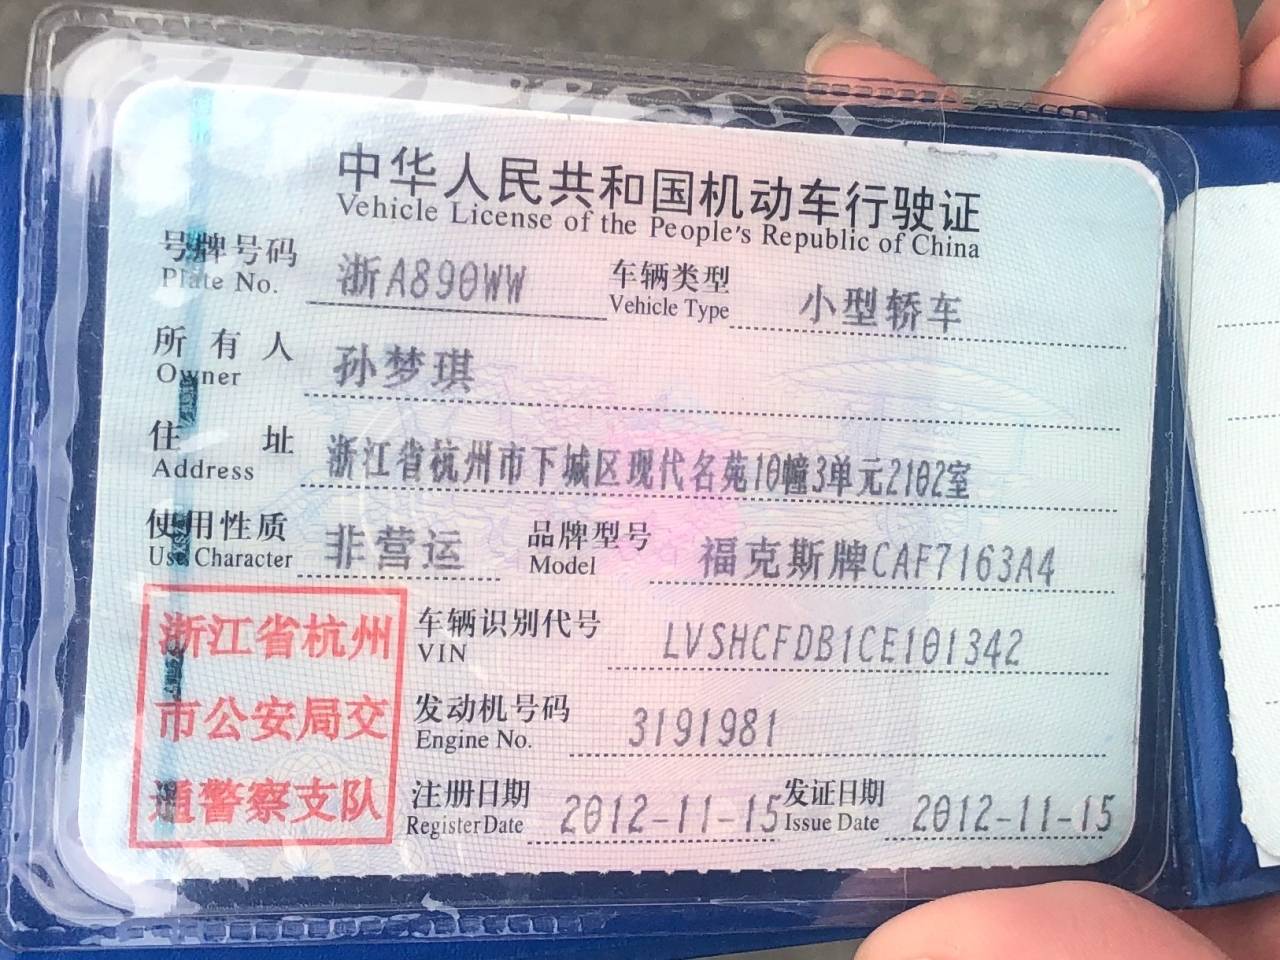 中华人民共和国机动车行驶证
Vehicle License of the People's Republic of China
号牌号码 浙A890WW 车辆类型 小型轿车
Plate No. Vehicle Type
所有人 孙梦琪
Owner
住址 浙江省杭州市下城区现代名苑10幢3单元2102室
Address
使用性质 非营运 品牌型号 福克斯牌CAF7163A4
Use Character Model
浙江省杭州
市公安局交
通警察支队
车辆识别代号 LVSHCFDB1CE101342
VIN
发动机号码 3191981
Engine No.
注册日期 2012-11-15 发证日期 2012-11-15
Register Date Issue Date